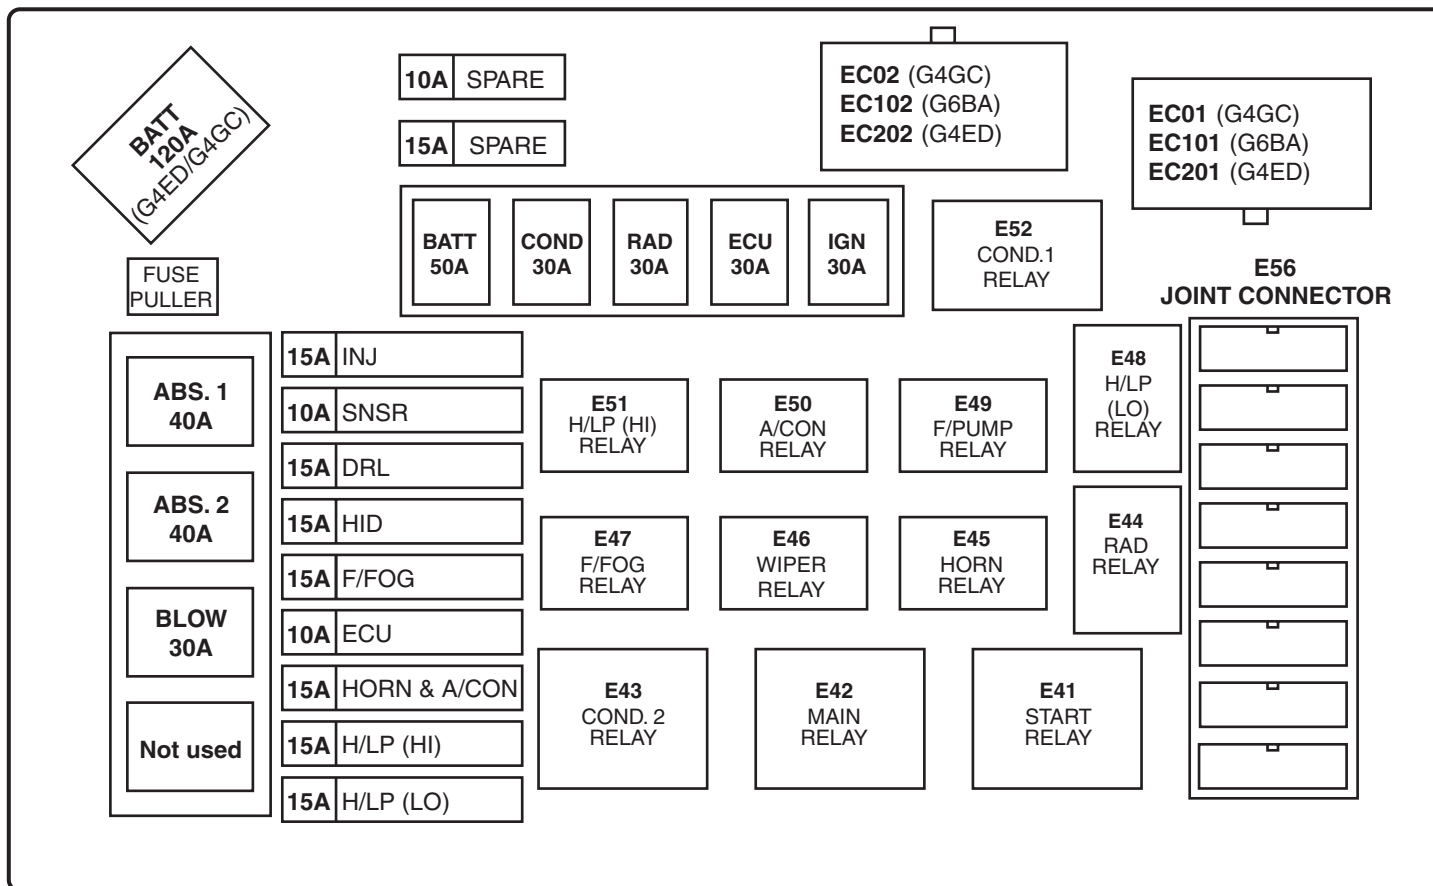 BATT
120A
(G4ED/G4GC)
10A SPARE
15A SPARE
EC02 (G4GC)
EC102 (G6BA)
EC202 (G4ED)
EC01 (G4GC)
EC101 (G6BA)
EC201 (G4ED)
FUSE
PULLER
BATT
50A
COND
30A
RAD
30A
ECU
30A
IGN
30A
E52
COND.1
RELAY
E56
JOINT CONNECTOR
ABS. 1
40A
ABS. 2
40A
BLOW
30A
Not used
15A INJ
10A SNSR
15A DRL
15A HID
15A F/FOG
10A ECU
15A HORN & A/CON
15A H/LP (HI)
15A H/LP (LO)
E51
H/LP (HI)
RELAY
E50
A/CON
RELAY
E49
F/PUMP
RELAY
E48
H/LP
(LO)
RELAY
E47
F/FOG
RELAY
E46
WIPER
RELAY
E45
HORN
RELAY
E44
RAD
RELAY
E43
COND. 2
RELAY
E42
MAIN
RELAY
E41
START
RELAY